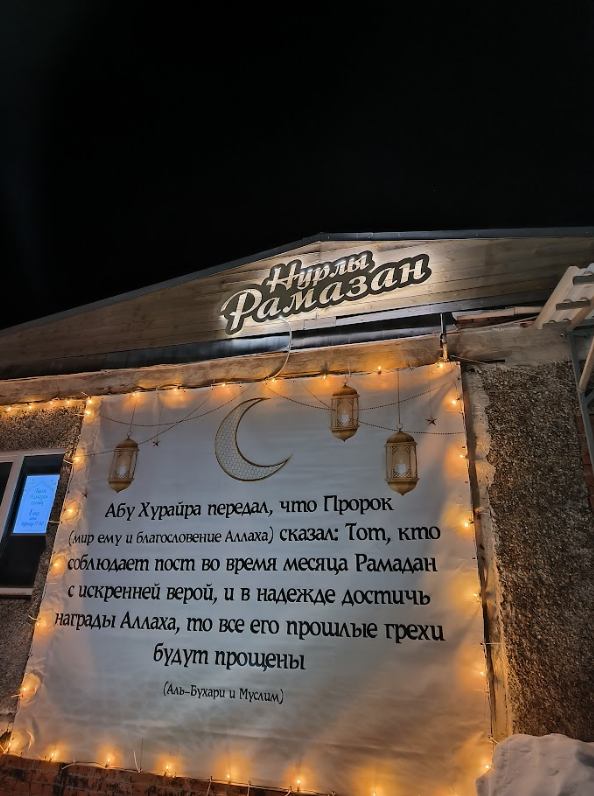 Нурлы
Рамазан
Абу Хурайра передал, что Пророк
(мир ему и благословение Аллаха) сказал: Тот, кто
соблюдает пост во время месяца Рамадан
с искренней верой, и в надежде достичь
награды Аллаха, то все его прошлые грехи
будут прощены
(Аль-Бухари и Муслим)